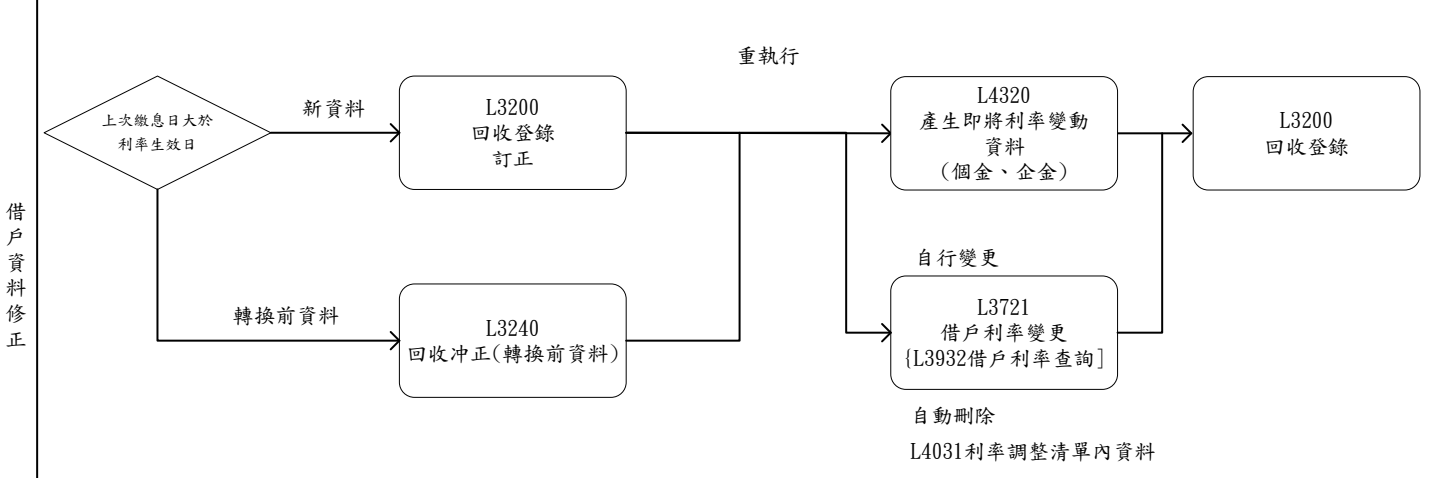 借戶資料修正
上次繳息日大於
利率生效日
新資料
L3200
回收登錄
訂正
轉換前資料
L3240
回收冲正(轉換前資料)
重執行
L4320
產生即將利率變動
資料
(個金、企金)
自行變更
L3721
借戶利率變更
{L3932借戶利率查詢]
自動刪除
L4031利率調整清單內資料
L3200
回收登錄